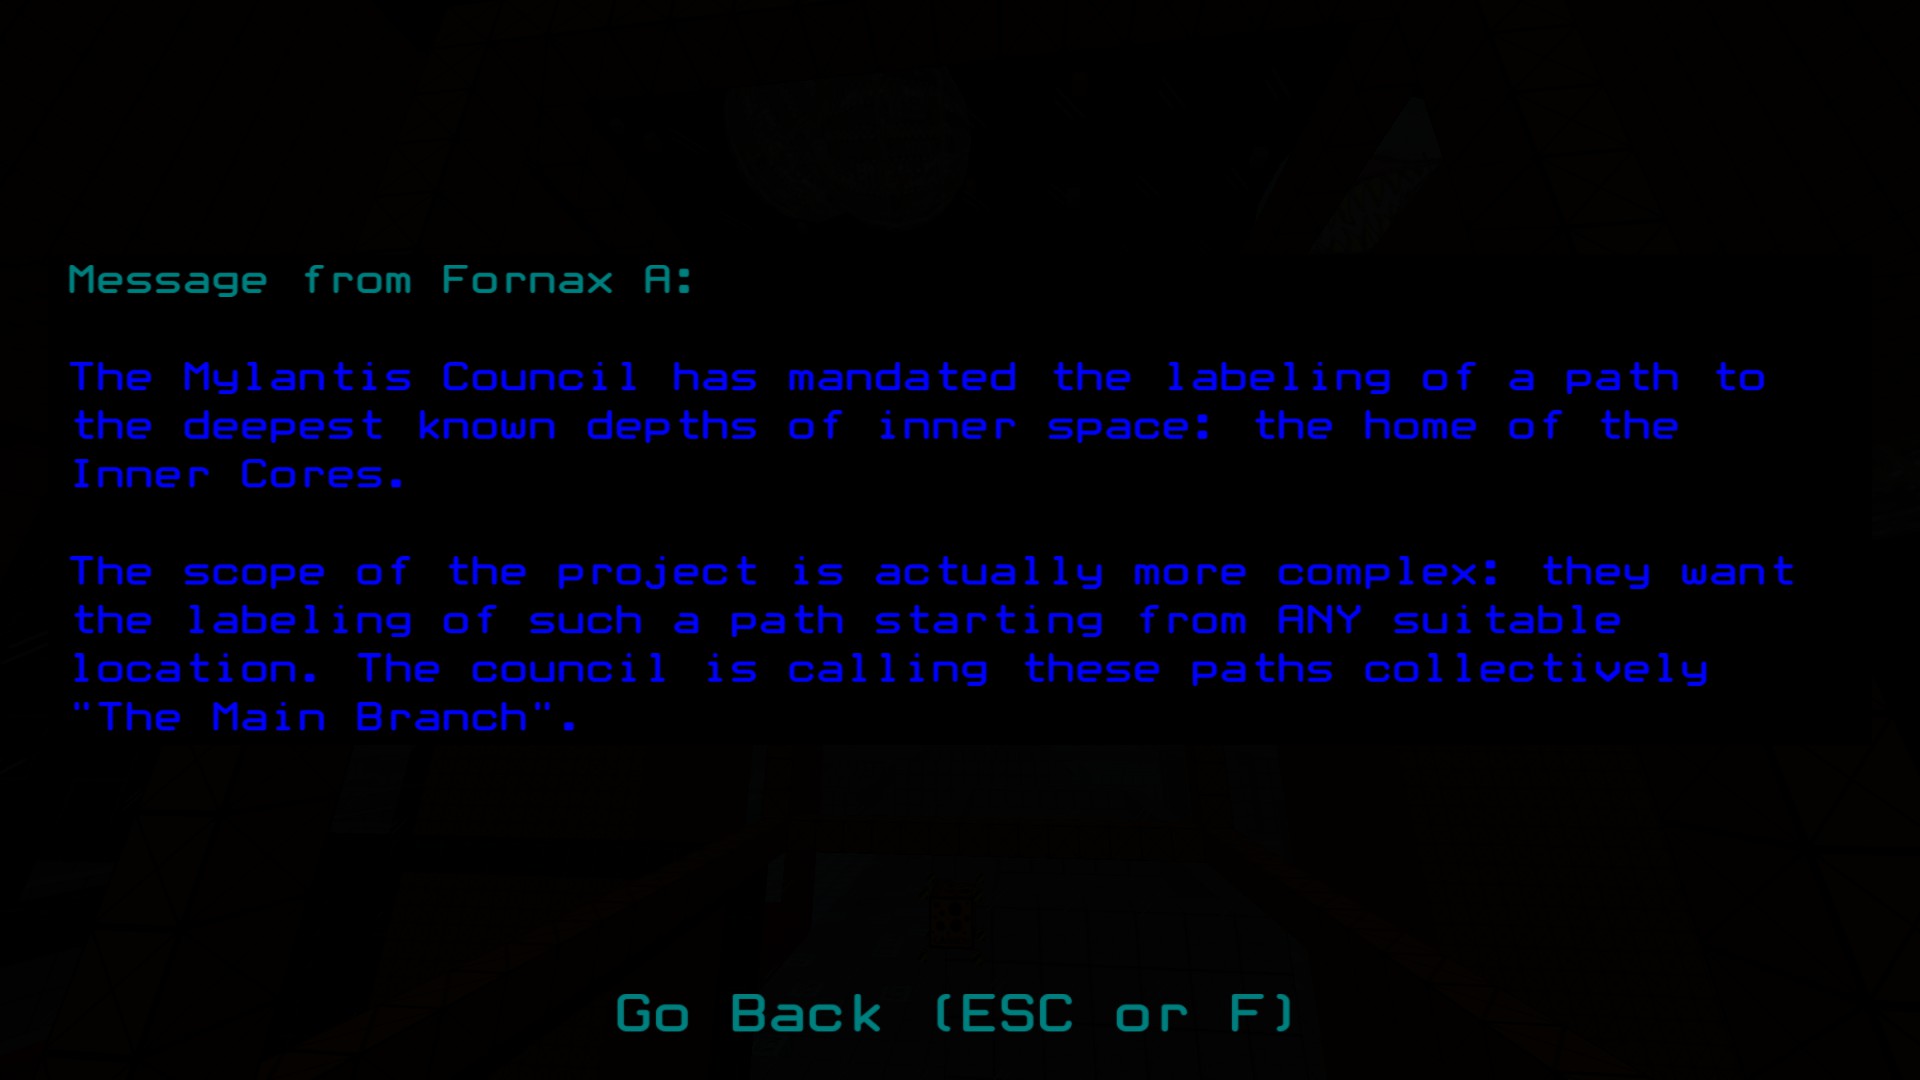 Message from Fornax A:
The Mylantis Council has mandated the labeling of a path to
the deepest known depths of inner space: the home of the
Inner Cores.
The scope of the project is actually more complex: they want
the labeling of such a path starting from ANY suitable
location. The council is calling these paths collectively
"The Main Branch".
Go Back (ESC or F)